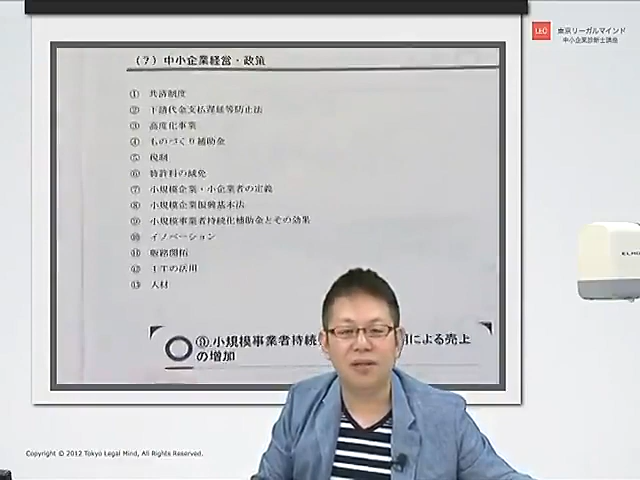 LEC 東京リーガルマインド
中小企業診断士講座
(7) 中小企業経営・政策
① 共済制度
② 下請代金支払遅延等防止法
③ 高度化事業
④ ものづくり補助金
⑤ 税制
⑥ 特許料の減免
⑦ 小規模企業・小企業者の定義
⑧ 小規模企業振興基本法
⑨ 小規模事業者持続化補助金とその効果
⑩ イノベーション
⑪ 販路開拓
⑫ ITの活用
⑬ 人材
⑨.小規模事業者持続 用による売上
の増加
ELMO
Copyright © 2012 Tokyo Legal Mind, All Rights Reserved.